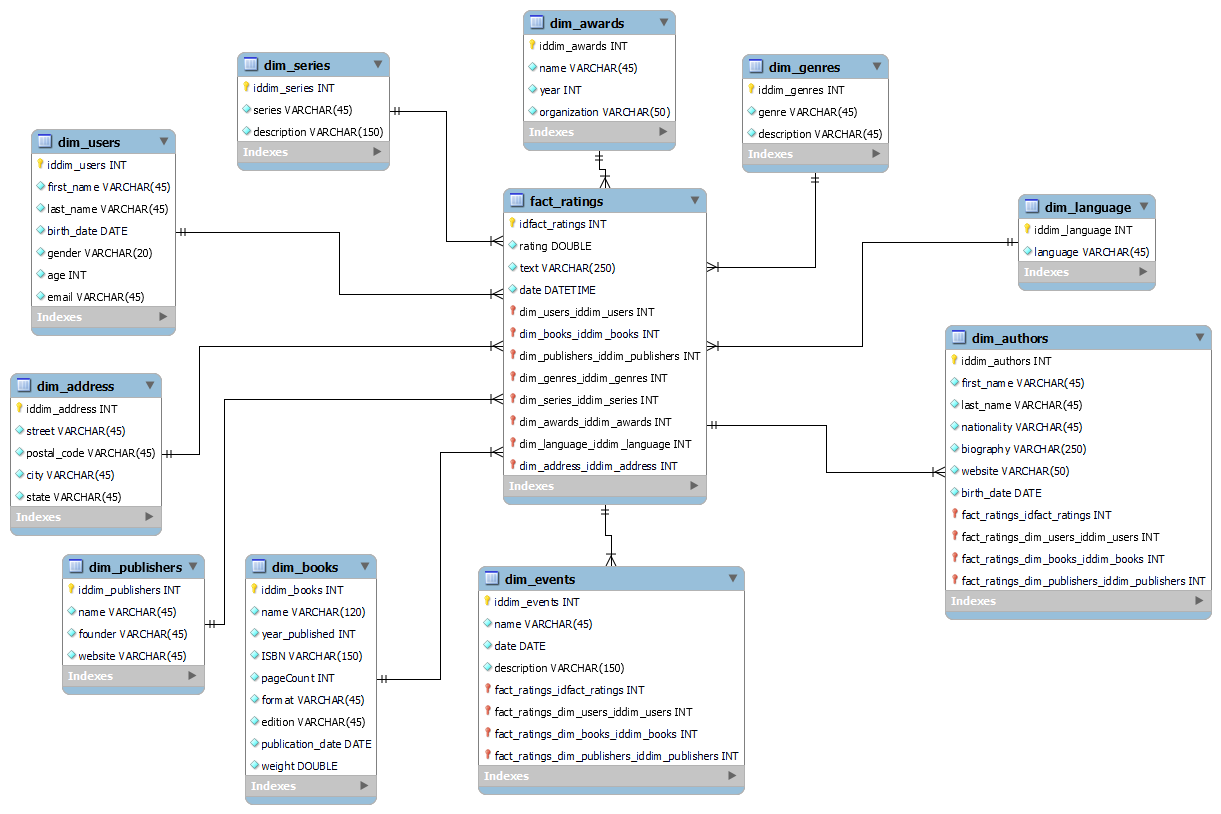 dim_awards
iddim_awards INT
name VARCHAR(45)
year INT
organization VARCHAR(50)
Indexes
dim_series
iddim_series INT
series VARCHAR(45)
description VARCHAR(150)
Indexes
dim_genres
iddim_genres INT
genre VARCHAR(45)
description VARCHAR(45)
Indexes
dim_users
iddim_users INT
first_name VARCHAR(45)
last_name VARCHAR(45)
birth_date DATE
gender VARCHAR(20)
age INT
email VARCHAR(45)
Indexes
fact_ratings
idfact_ratings INT
rating DOUBLE
text VARCHAR(250)
date DATETIME
dim_users_iddim_users INT
dim_books_iddim_books INT
dim_publishers_iddim_publishers INT
dim_genres_iddim_genres INT
dim_series_iddim_series INT
dim_awards_iddim_awards INT
dim_language_iddim_language INT
dim_address_iddim_address INT
Indexes
dim_language
iddim_language INT
language VARCHAR(45)
Indexes
dim_authors
iddim_authors INT
first_name VARCHAR(45)
last_name VARCHAR(45)
nationality VARCHAR(45)
biography VARCHAR(250)
website VARCHAR(50)
birth_date DATE
fact_ratings_idfact_ratings INT
fact_ratings_dim_users_iddim_users INT
fact_ratings_dim_books_iddim_books INT
fact_ratings_dim_publishers_iddim_publishers INT
Indexes
dim_address
iddim_address INT
street VARCHAR(45)
postal_code VARCHAR(45)
city VARCHAR(45)
state VARCHAR(45)
Indexes
dim_publishers
iddim_publishers INT
name VARCHAR(45)
founder VARCHAR(45)
website VARCHAR(45)
Indexes
dim_books
iddim_books INT
name VARCHAR(120)
year_published INT
ISBN VARCHAR(150)
pageCount INT
format VARCHAR(45)
edition VARCHAR(45)
publication_date DATE
weight DOUBLE
Indexes
dim_events
iddim_events INT
name VARCHAR(45)
date DATE
description VARCHAR(150)
fact_ratings_idfact_ratings INT
fact_ratings_dim_users_iddim_users INT
fact_ratings_dim_books_iddim_books INT
fact_ratings_dim_publishers_iddim_publishers INT
Indexes